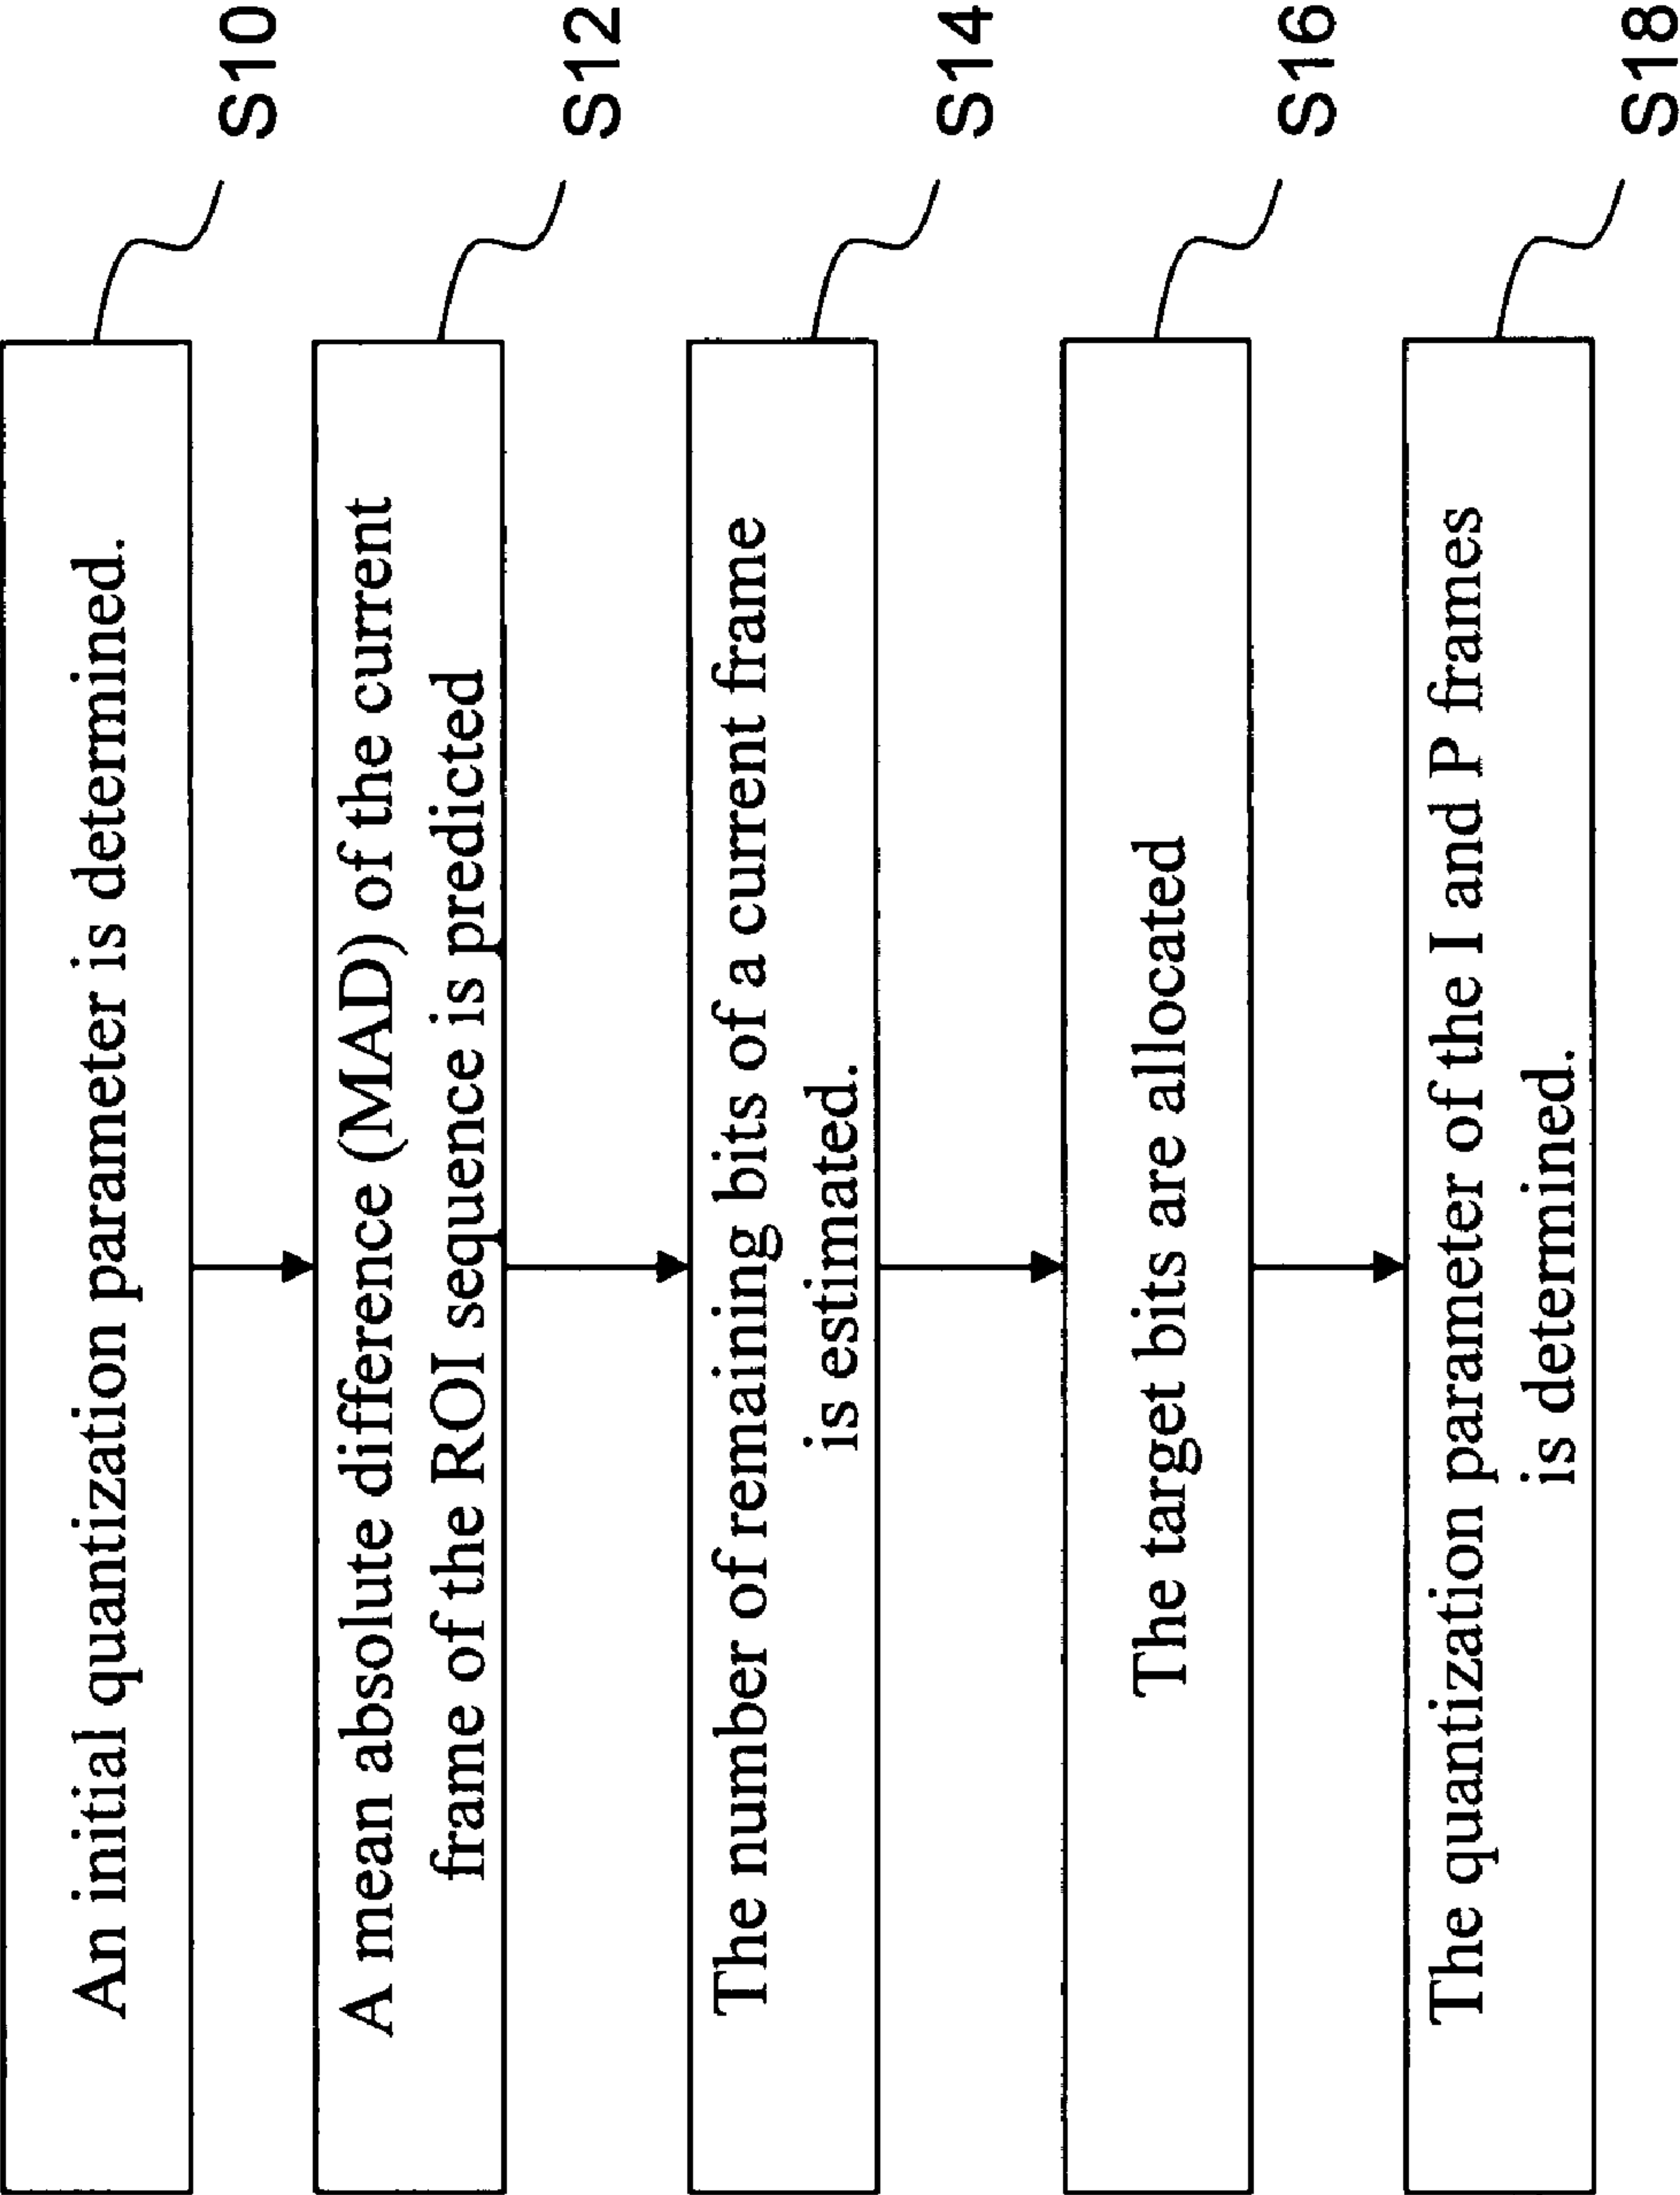 An initial quantization parameter is determined.
S10
A mean absolute difference (MAD) of the current
frame of the ROI sequence is predicted
S12
The number of remaining bits of a current frame
is estimated.
S14
The target bits are allocated
S16
The quantization parameter of the I and P frames
is determined.
S18